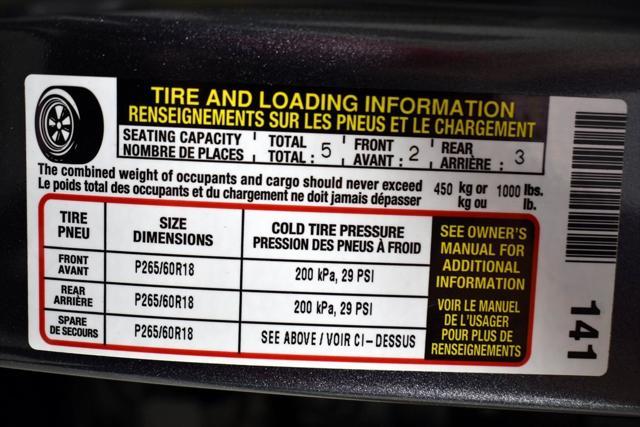 TIRE AND LOADING INFORMATION
RENSEIGNEMENTS SUR LES PNEUS ET LE CHARGEMENT
SEATING CAPACITY TOTAL FRONT REAR
NOMBRE DE PLACES TOTAL : 5 AVANT : 2 ARRIÈRE : 3
The combined weight of occupants and cargo should never exceed 450 kg or 1000 lbs.
Le poids total des occupants et du chargement ne doit jamais dépasser kg ou lb.
TIRE SIZE COLD TIRE PRESSURE
PNEU DIMENSIONS PRESSION DES PNEUS À FROID
FRONT
AVANT P265/60R18 200 kPa, 29 PSI
REAR
ARRIÈRE P265/60R18 200 kPa, 29 PSI
SPARE
DE SECOURS P265/60R18 SEE ABOVE / VOIR CI-DESSUS
SEE OWNER'S
MANUAL FOR
ADDITIONAL
INFORMATION
VOIR LE MANUEL
DE L'USAGER
POUR PLUS DE
RENSEIGNEMENTS
141